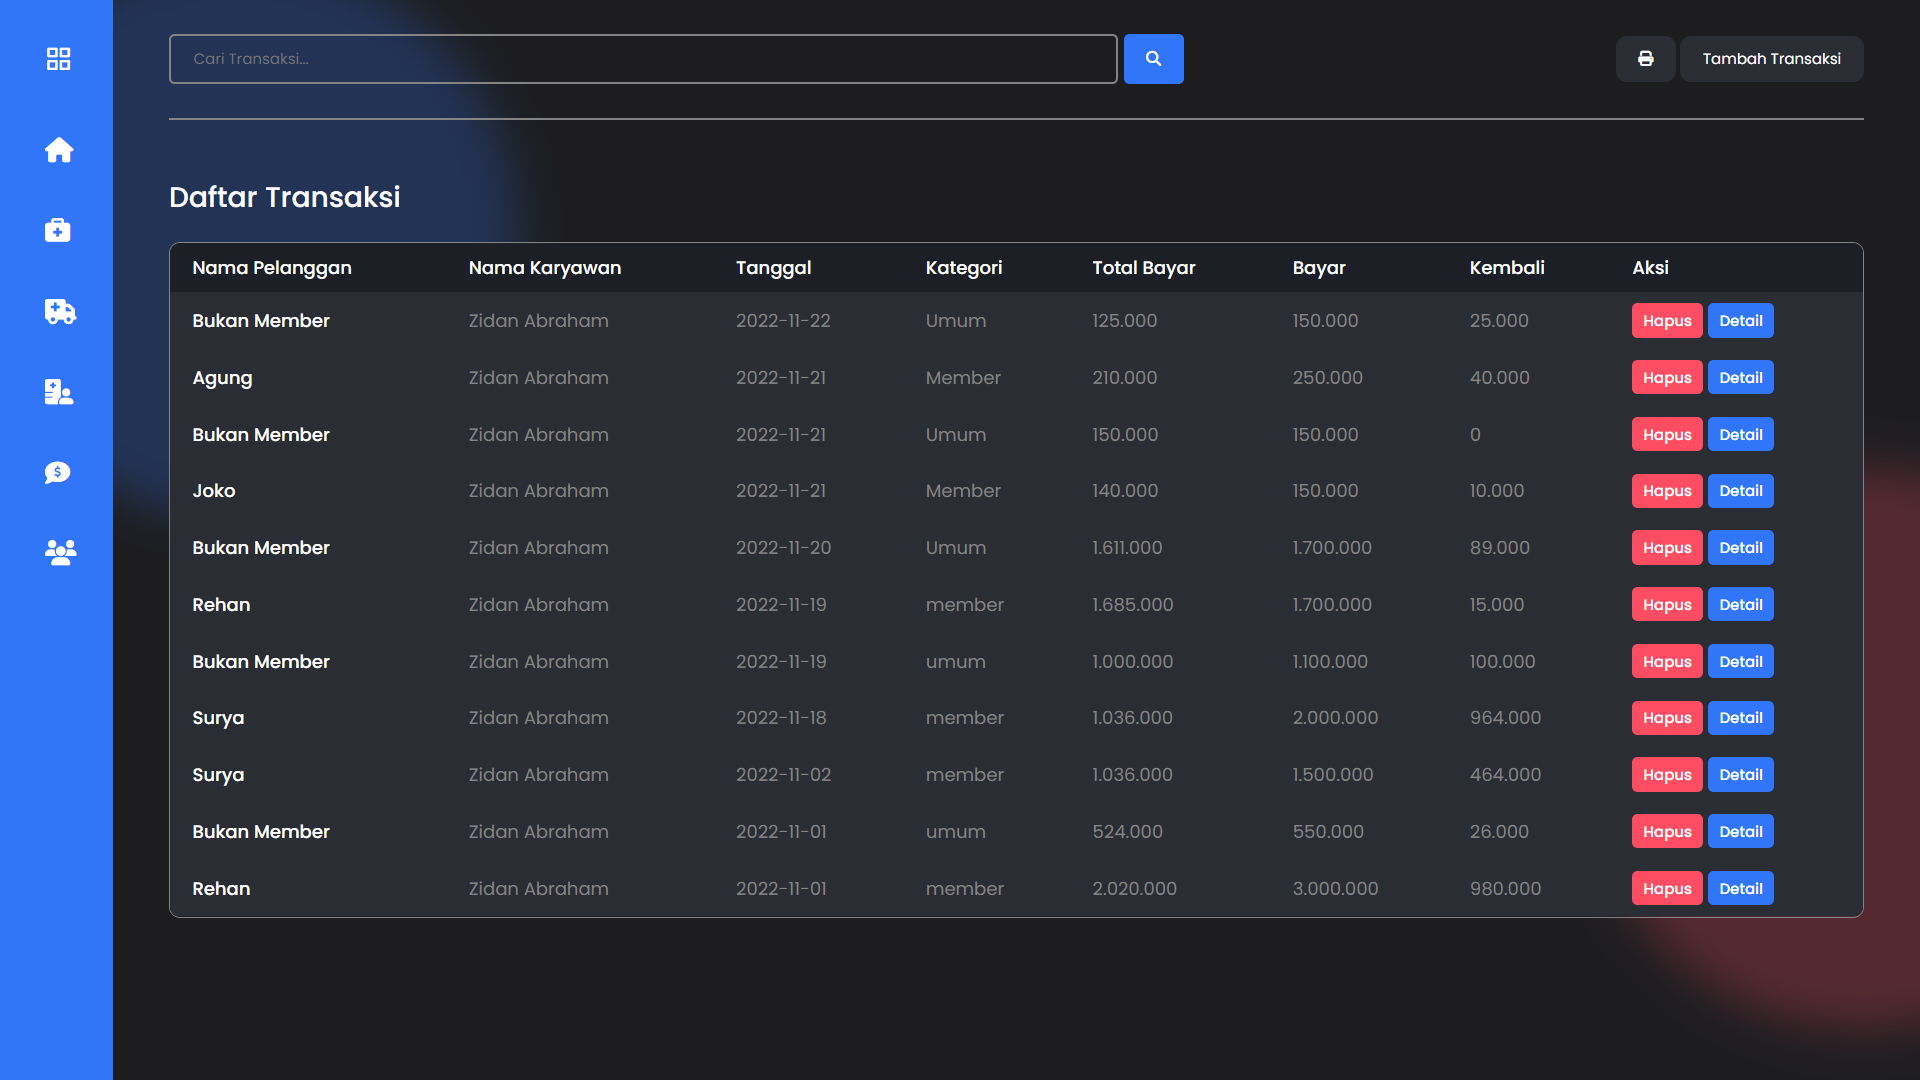 Cari Transaksi...
Tambah Transaksi
Daftar Transaksi
Nama Pelanggan Nama Karyawan Tanggal Kategori Total Bayar Bayar Kembali Aksi
Bukan Member Zidan Abraham 2022-11-22 Umum 125.000 150.000 25.000 Hapus Detail
Agung Zidan Abraham 2022-11-21 Member 210.000 250.000 40.000 Hapus Detail
Bukan Member Zidan Abraham 2022-11-21 Umum 150.000 150.000 0 Hapus Detail
Joko Zidan Abraham 2022-11-21 Member 140.000 150.000 10.000 Hapus Detail
Bukan Member Zidan Abraham 2022-11-20 Umum 1.611.000 1.700.000 89.000 Hapus Detail
Rehan Zidan Abraham 2022-11-19 member 1.685.000 1.700.000 15.000 Hapus Detail
Bukan Member Zidan Abraham 2022-11-19 umum 1.000.000 1.100.000 100.000 Hapus Detail
Surya Zidan Abraham 2022-11-18 member 1.036.000 2.000.000 964.000 Hapus Detail
Surya Zidan Abraham 2022-11-02 member 1.036.000 1.500.000 464.000 Hapus Detail
Bukan Member Zidan Abraham 2022-11-01 umum 524.000 550.000 26.000 Hapus Detail
Rehan Zidan Abraham 2022-11-01 member 2.020.000 3.000.000 980.000 Hapus Detail